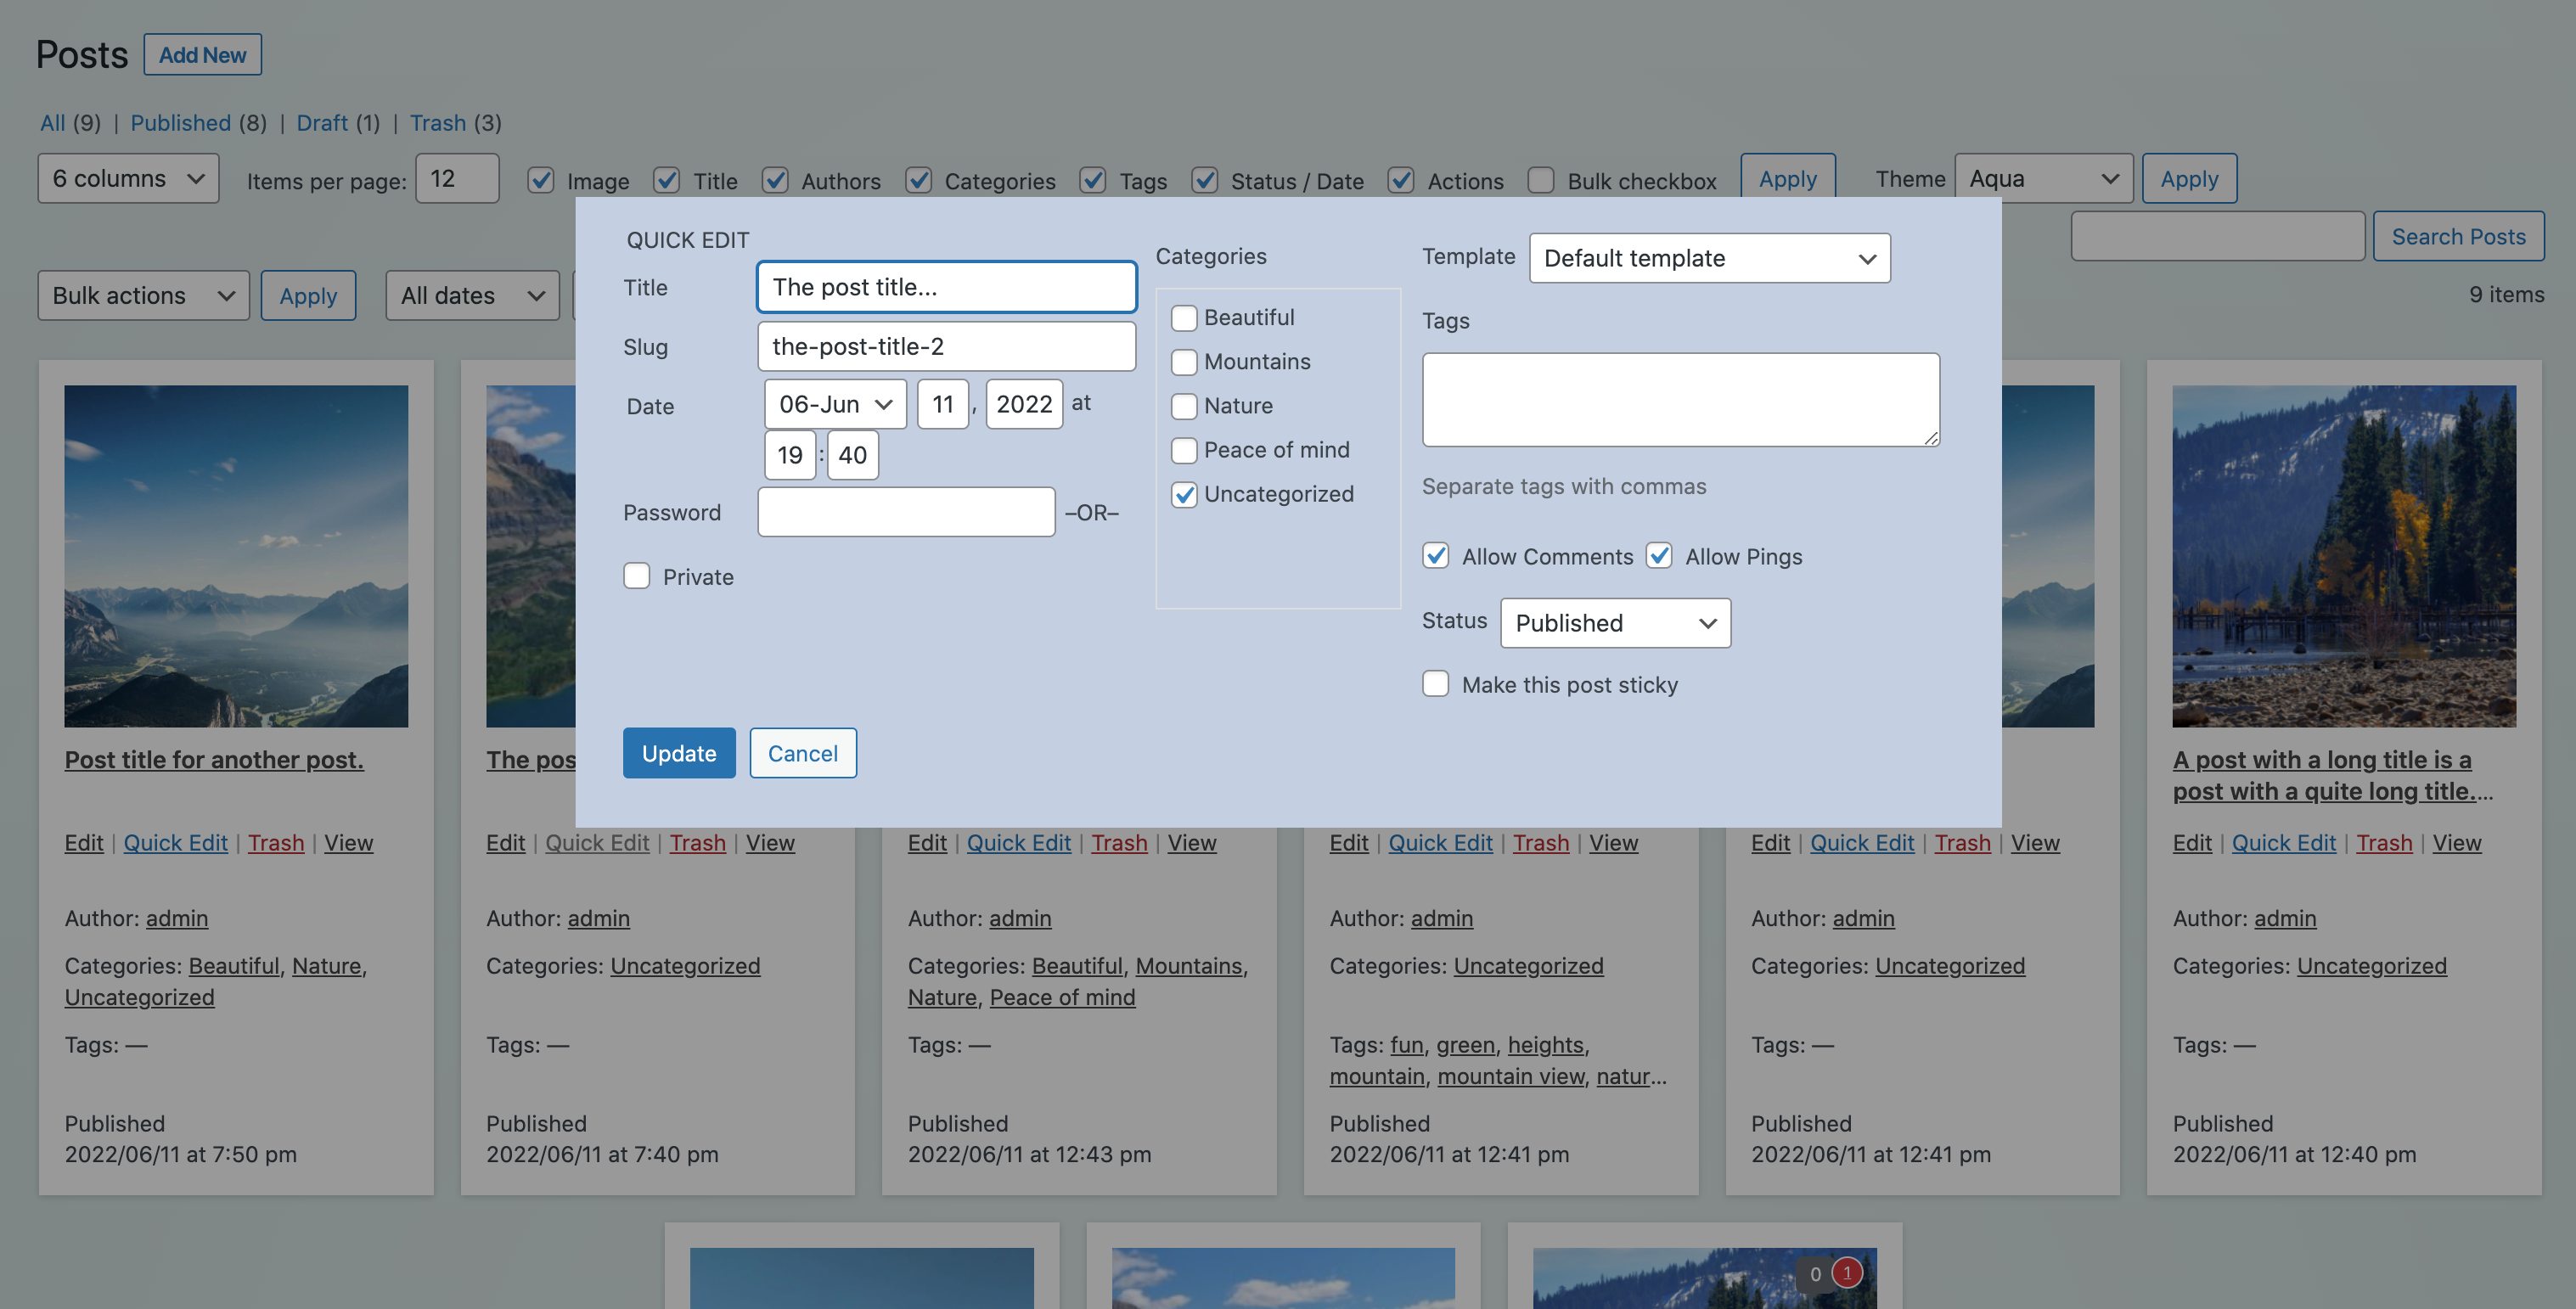 Posts Add New
All (9) | Published (8) | Draft (1) | Trash (3)
6 columns Items per page: 12 Image Title Authors Categories Tags Status / Date Actions Bulk checkbox Apply Theme Aqua Apply
Search Posts
Bulk actions Apply All dates
9 items
QUICK EDIT
Title The post title...
Slug the-post-title-2
Date 06-Jun 11 , 2022 at
19 : 40
Password –OR–
Private
Categories
Beautiful
Mountains
Nature
Peace of mind
Uncategorized
Template Default template
Tags
Separate tags with commas
Allow Comments Allow Pings
Status Published
Make this post sticky
Update Cancel
Post title for another post.
Edit | Quick Edit | Trash | View
Author: admin
Categories: Beautiful, Nature,
Uncategorized
Tags: —
Published
2022/06/11 at 7:50 pm
The pos
Edit | Quick Edit | Trash | View
Author: admin
Categories: Uncategorized
Tags: —
Published
2022/06/11 at 7:40 pm
Edit | Quick Edit | Trash | View
Author: admin
Categories: Beautiful, Mountains,
Nature, Peace of mind
Tags: —
Published
2022/06/11 at 12:43 pm
Edit | Quick Edit | Trash | View
Author: admin
Categories: Uncategorized
Tags: fun, green, heights,
mountain, mountain view, natur...
Published
2022/06/11 at 12:41 pm
Edit | Quick Edit | Trash | View
Author: admin
Categories: Uncategorized
Tags: —
Published
2022/06/11 at 12:41 pm
A post with a long title is a
post with a quite long title....
Edit | Quick Edit | Trash | View
Author: admin
Categories: Uncategorized
Tags: —
Published
2022/06/11 at 12:40 pm
0 1